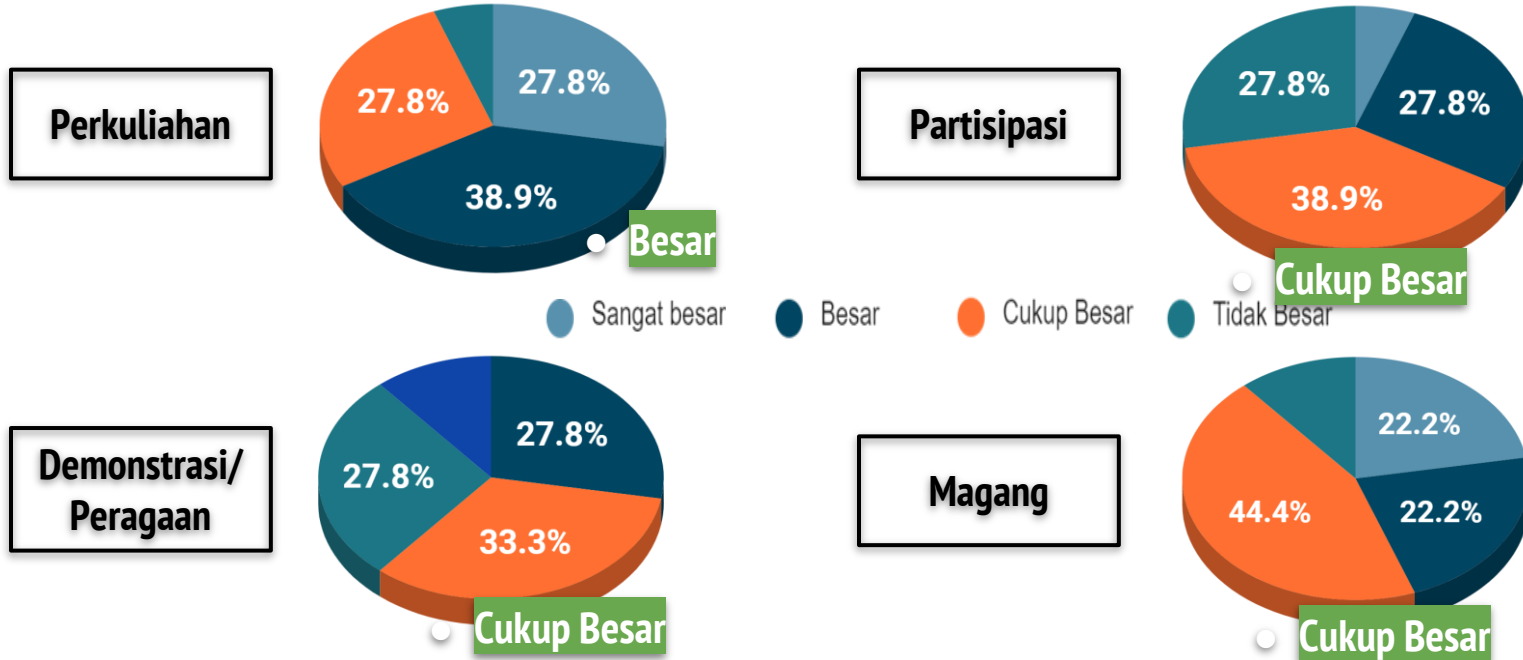 Perkuliahan
27.8%
27.8%
38.9%
Besar
Partisipasi
27.8%
27.8%
38.9%
Cukup Besar
Sangat besar
Besar
Cukup Besar
Tidak Besar
Demonstrasi/
Peragaan
27.8%
27.8%
33.3%
Cukup Besar
Magang
22.2%
44.4%
22.2%
Cukup Besar